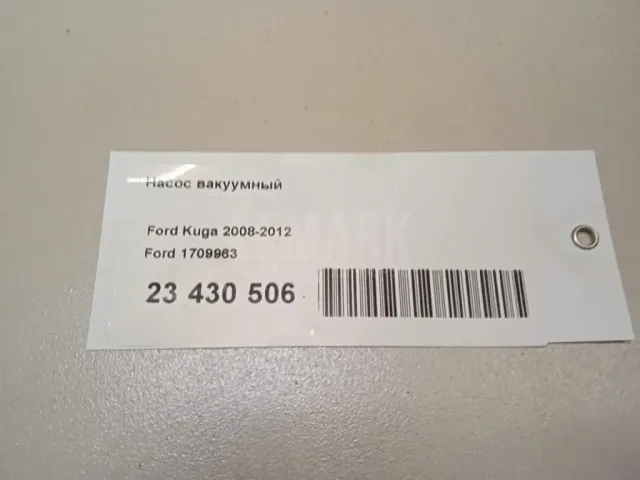 Насос вакуумный
Ford Kuga 2008-2012
Ford 1709963
23 430 506